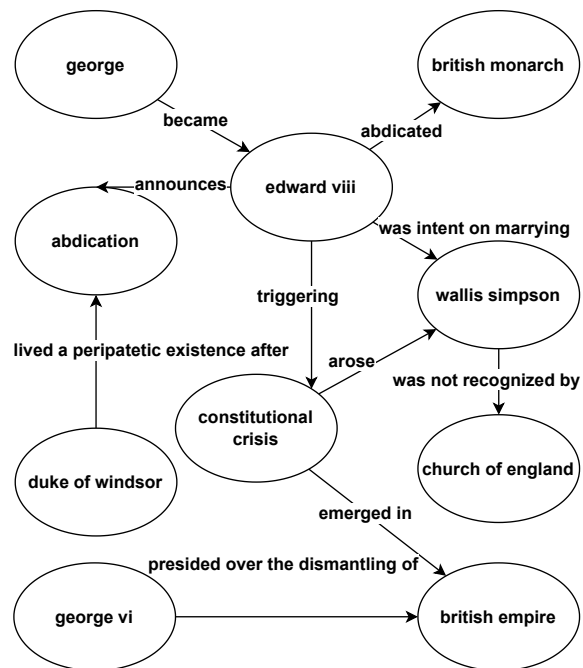 george
british monarch
became
abdicated
announces
edward viii
abdication
was intent on marrying
triggering
wallis simpson
lived a peripatetic existence after
arose
was not recognized by
constitutional
crisis
duke of windsor
church of england
emerged in
presided over the dismantling of
george vi
british empire